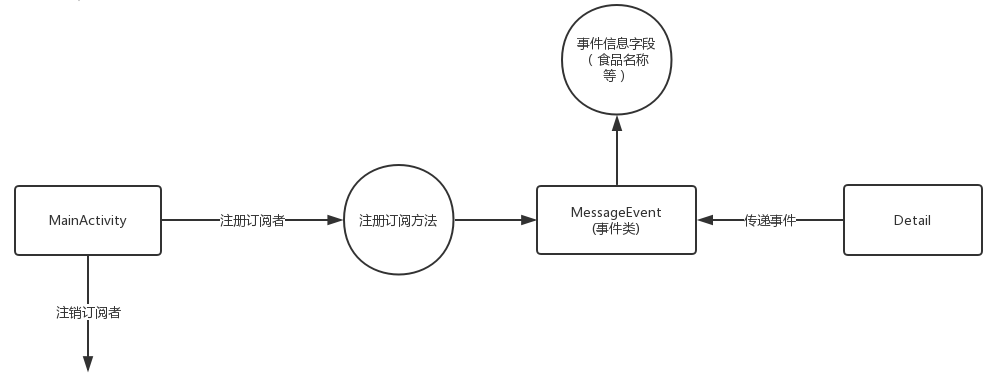 事件信息字段
（食品名称
等）
MainActivity
注册订阅者
注册订阅方法
MessageEvent
(事件类)
传递事件
Detail
注销订阅者